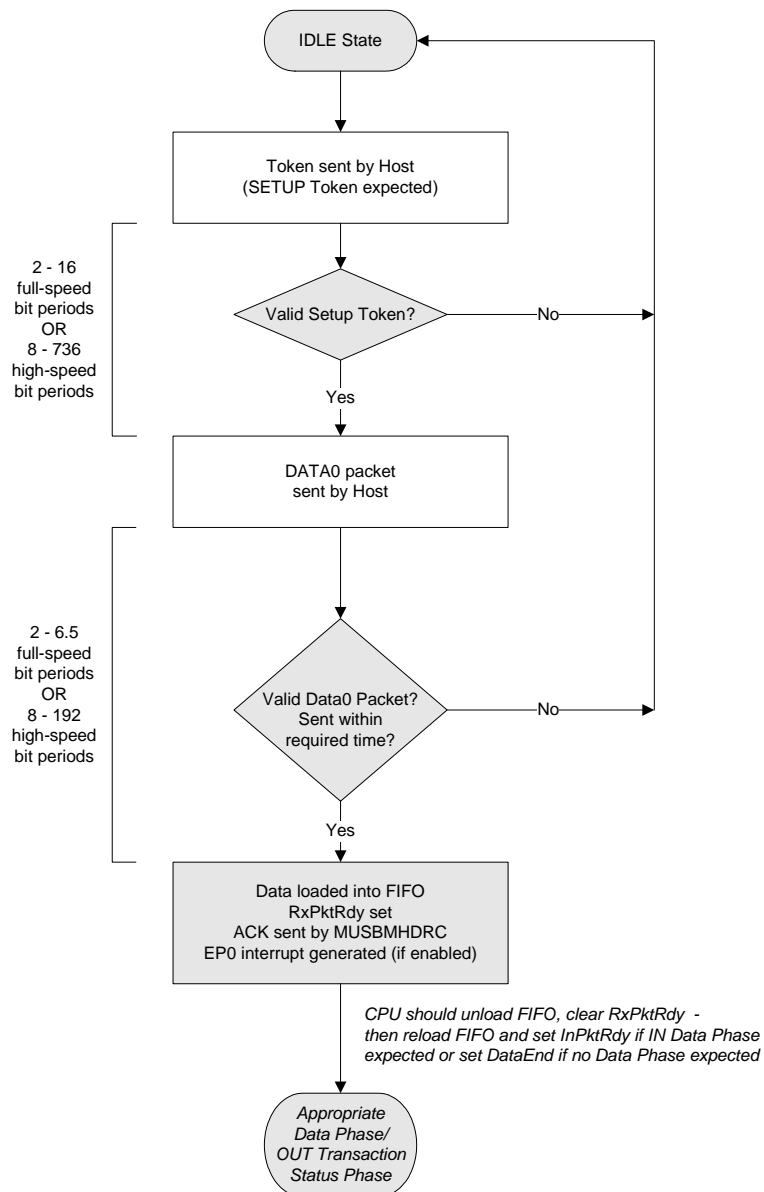 IDLE State
Token sent by Host
(SETUP Token expected)
2 - 16
full-speed
bit periods
OR
8 - 736
high-speed
bit periods
Valid Setup Token?
No
Yes
DATA0 packet
sent by Host
2 - 6.5
full-speed
bit periods
OR
8 - 192
high-speed
bit periods
Valid Data0 Packet?
Sent within
required time?
No
Yes
Data loaded into FIFO
RxPktRdy set
ACK sent by MUSBMHDRC
EP0 interrupt generated (if enabled)
CPU should unload FIFO, clear RxPktRdy -
then reload FIFO and set InPktRdy if IN Data Phase
expected or set DataEnd if no Data Phase expected
Appropriate
Data Phase/
OUT Transaction
Status Phase